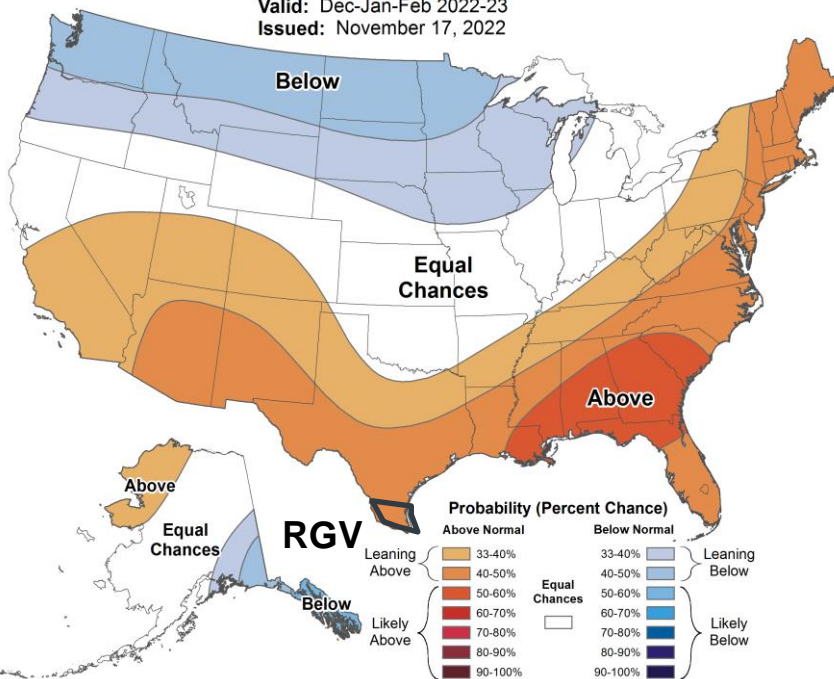 Valid: Dec-Jan-Feb 2022-23
Issued: November 17, 2022
Below
Equal
Chances
Above
Above
Equal
Chances
Below
RGV
Probability (Percent Chance)
Above Normal
Below Normal
Leaning
Above
33-40%
40-50%
50-60%
60-70%
70-80%
80-90%
90-100%
Likely
Above
Equal
Chances
33-40%
40-50%
50-60%
60-70%
70-80%
80-90%
90-100%
Leaning
Below
Likely
Below